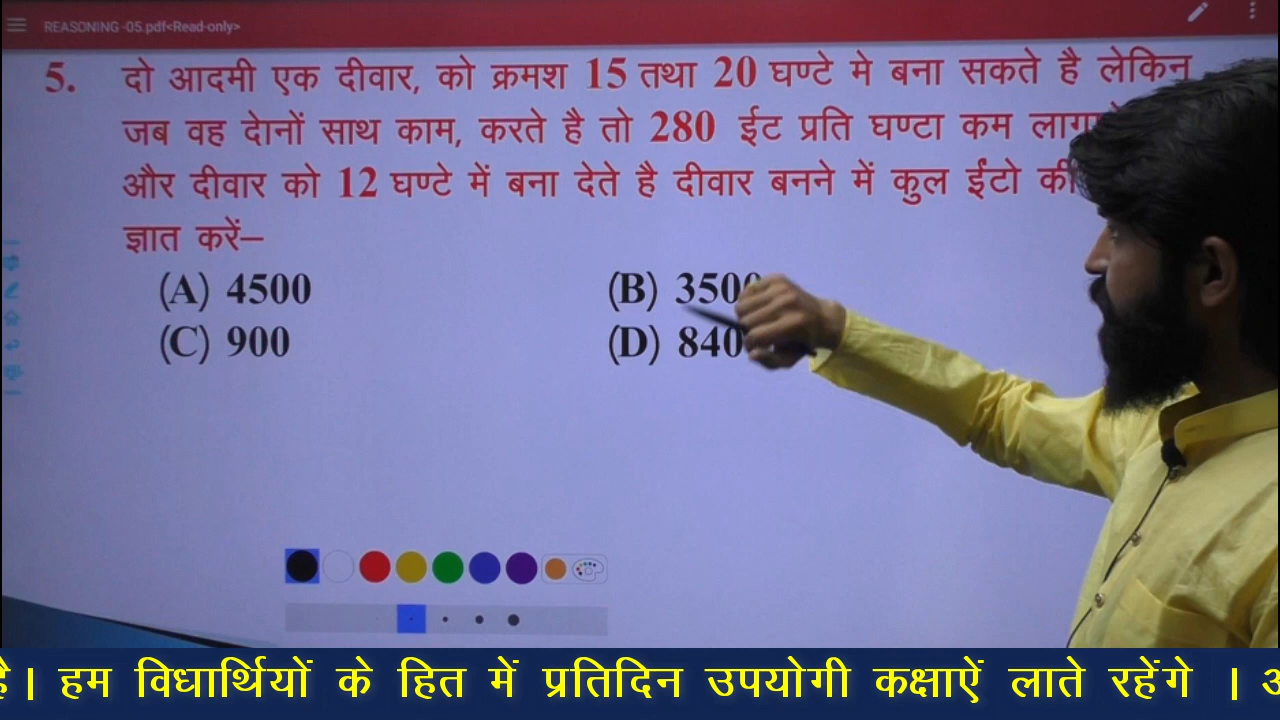 REASONING -05.pdf<Read-only>
5. दो आदमी एक दीवार, को क्रमश 15 तथा 20 घण्टे मे बना सकते है लेकिन
जब वह देानों साथ काम, करते है तो 280 ईट प्रति घण्टा कम
और दीवार को 12 घण्टे में बना देते है दीवार बनने में कुल ईंटो की
ज्ञात करें–
(A) 4500 (B) 3500
(C) 900 (D)
है। हम विधार्थियों के हित में प्रतिदिन उपयोगी कक्षाऐं लाते रहेंगे ।